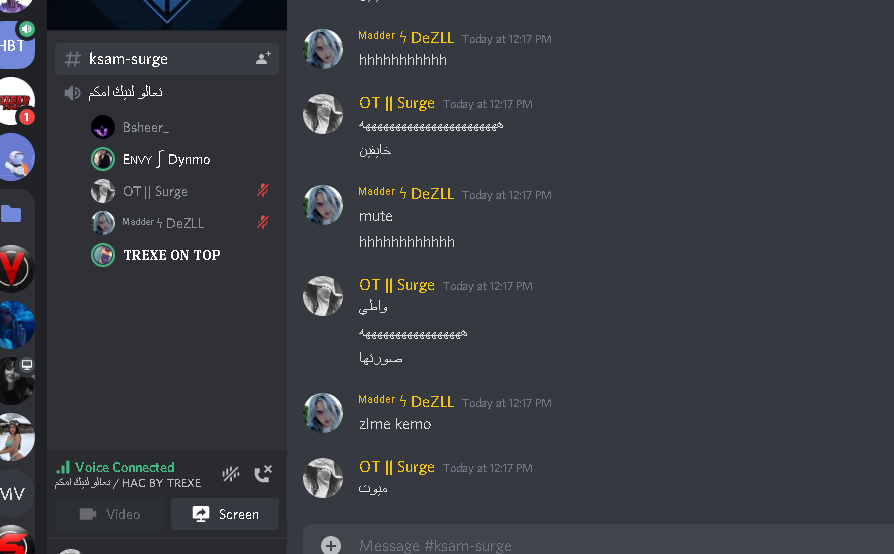 HBT
1
MV
# ksam-surge
تعالو لنيك امكم
Bsheer_
ENVY ʃ Dynmo
OT || Surge
Madder ϟ DeZLL
TREXE ON TOP
Voice Connected
تعالو لنيك امكم / HAC BY TREXE
Video
Screen
Madder ϟ DeZLL Today at 12:17 PM
hhhhhhhhhhh
OT || Surge Today at 12:17 PM
خايفين
Madder ϟ DeZLL Today at 12:17 PM
mute
hhhhhhhhhhhh
OT || Surge Today at 12:17 PM
واطي
صورتها
Madder ϟ DeZLL Today at 12:17 PM
zlme kemo
OT || Surge Today at 12:17 PM
ميوت
Message #ksam-surge